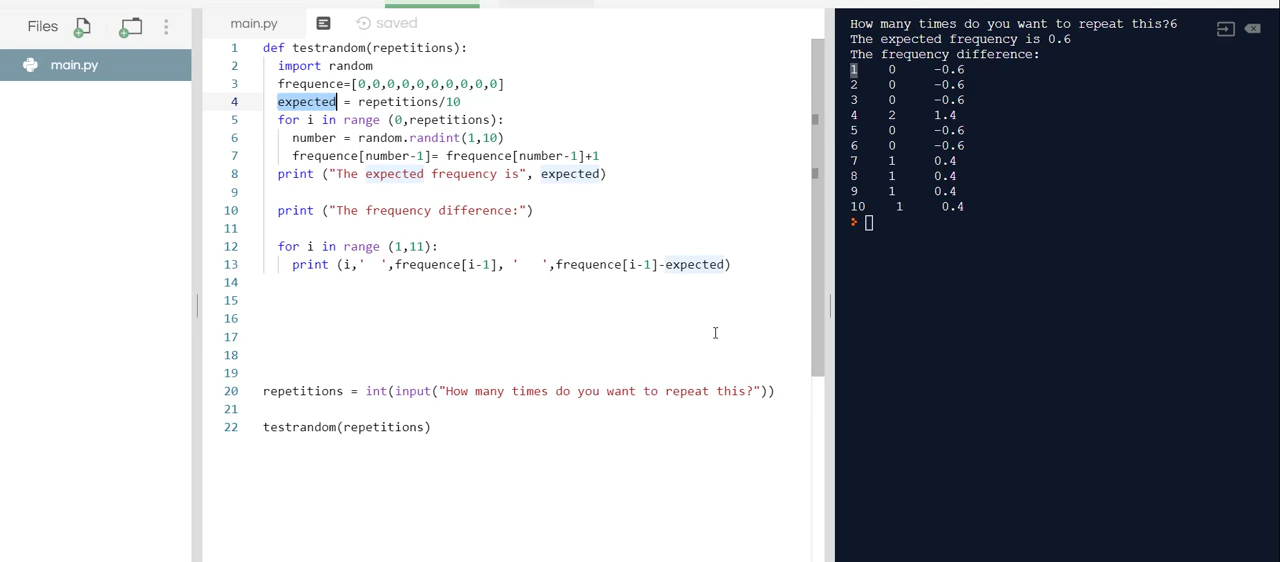 Files
main.py
main.py
saved
1 def testrandom(repetitions):
2   import random
3   frequence=[0,0,0,0,0,0,0,0,0,0]
4   expected = repetitions/10
5   for i in range (0,repetitions):
6     number = random.randint(1,10)
7     frequence[number-1]= frequence[number-1]+1
8   print ("The expected frequency is", expected)
9
10   print ("The frequency difference:")
11
12   for i in range (1,11):
13     print (i,'  ',frequence[i-1], '   ',frequence[i-1]-expected)
14
15
16
17
18
19
20 repetitions = int(input("How many times do you want to repeat this?"))
21
22 testrandom(repetitions)
How many times do you want to repeat this?6
The expected frequency is 0.6
The frequency difference:
1    0    -0.6
2    0    -0.6
3    0    -0.6
4    2    1.4
5    0    -0.6
6    0    -0.6
7    1    0.4
8    1    0.4
9    1    0.4
10    1    0.4